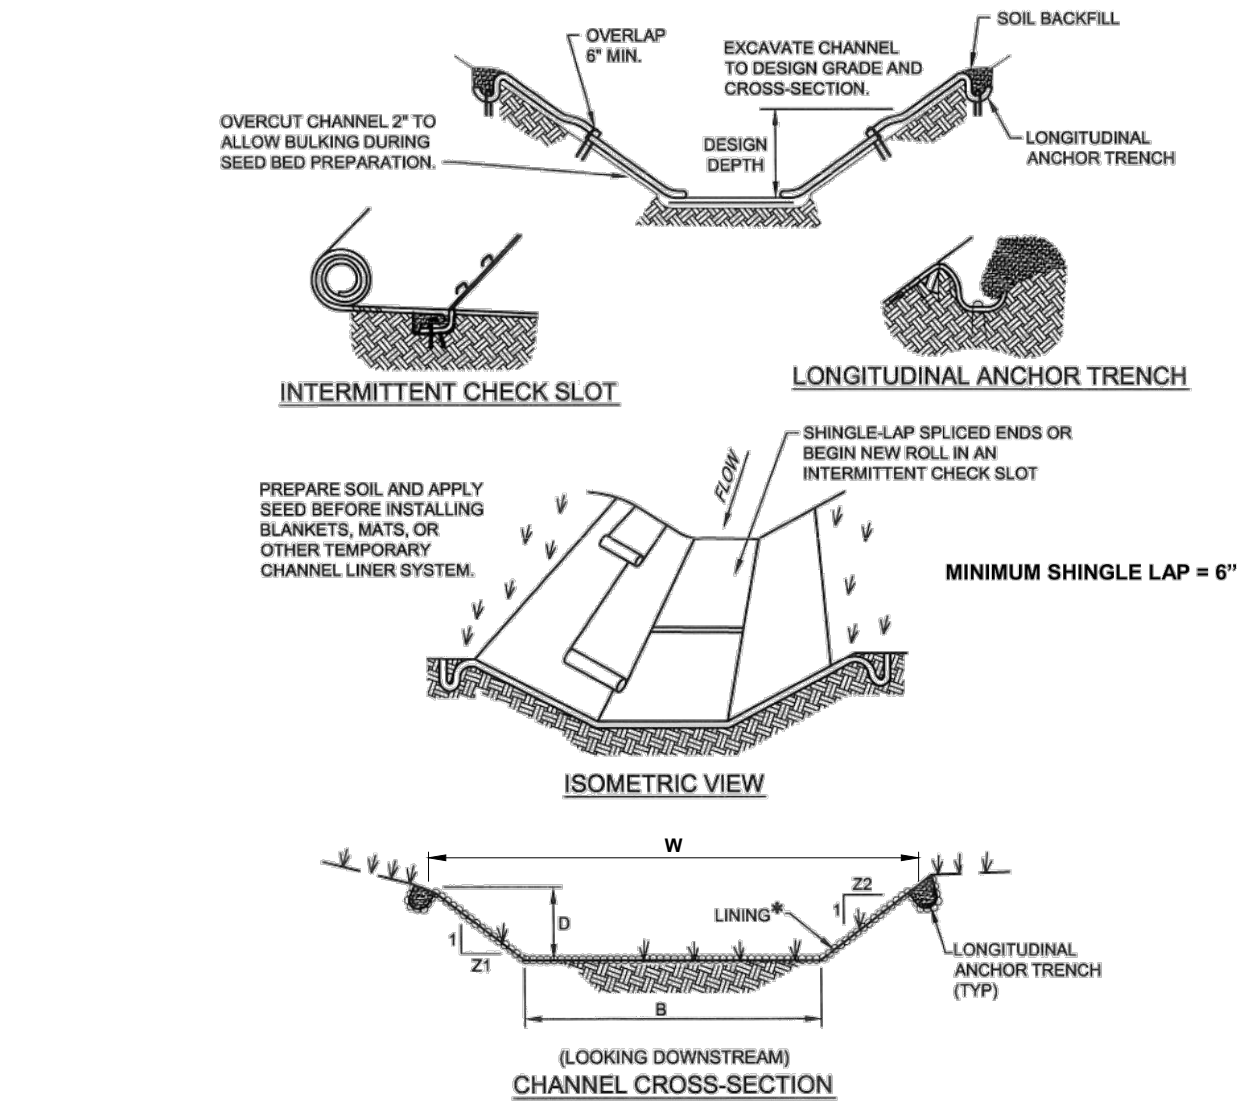 SOIL BACKFILL
OVERLAP
6" MIN.
EXCAVATE CHANNEL
TO DESIGN GRADE AND
CROSS-SECTION.
OVERCUT CHANNEL 2" TO
ALLOW BULKING DURING
SEED BED PREPARATION.
DESIGN
DEPTH
LONGITUDINAL
ANCHOR TRENCH
INTERMITTENT CHECK SLOT
LONGITUDINAL ANCHOR TRENCH
SHINGLE-LAP SPLICED ENDS OR
BEGIN NEW ROLL IN AN
INTERMITTENT CHECK SLOT
FLOW
PREPARE SOIL AND APPLY
SEED BEFORE INSTALLING
BLANKETS, MATS, OR
OTHER TEMPORARY
CHANNEL LINER SYSTEM.
MINIMUM SHINGLE LAP = 6”
ISOMETRIC VIEW
W
Z2
1
LINING*
D
1
Z1
LONGITUDINAL
ANCHOR TRENCH
(TYP)
B
(LOOKING DOWNSTREAM)
CHANNEL CROSS-SECTION